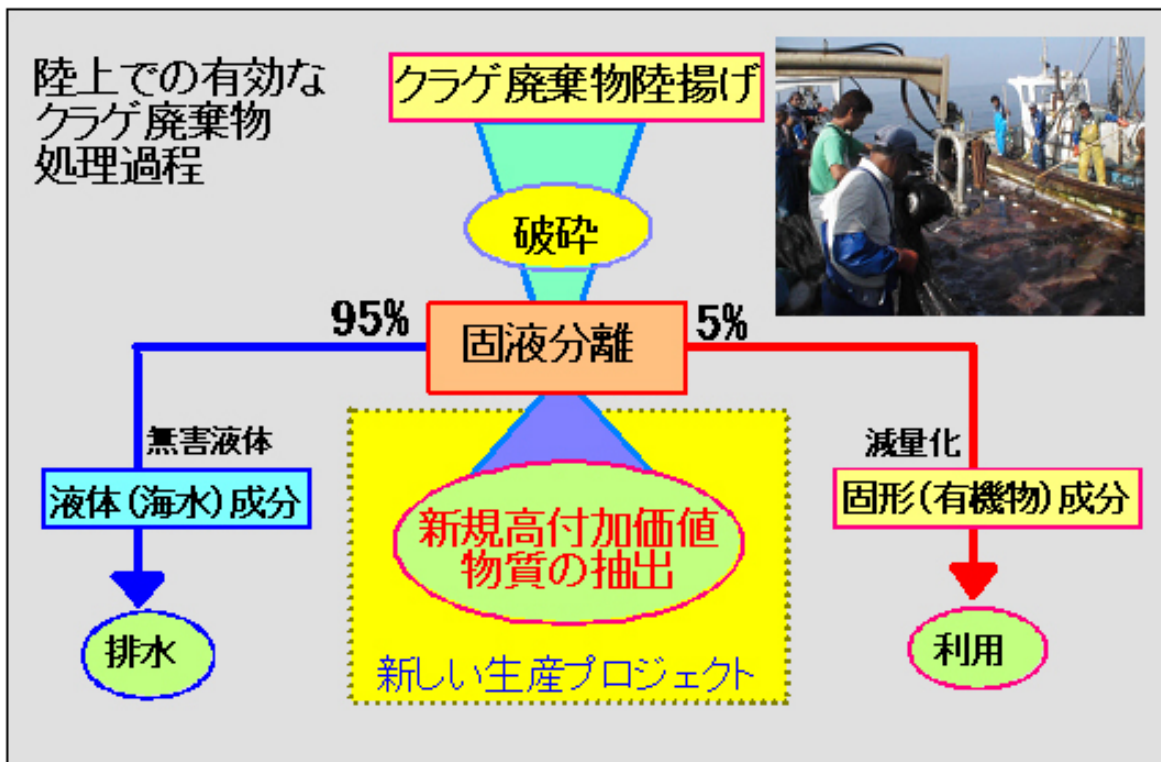 陸上での有効な
クラゲ廃棄物
処理過程
クラゲ廃棄物陸揚げ
破砕
95%
固液分離
5%
無害液体
減量化
液体(海水)成分
固形(有機物)成分
新規高付加価値
物質の抽出
排水
利用
新しい生産プロジェクト